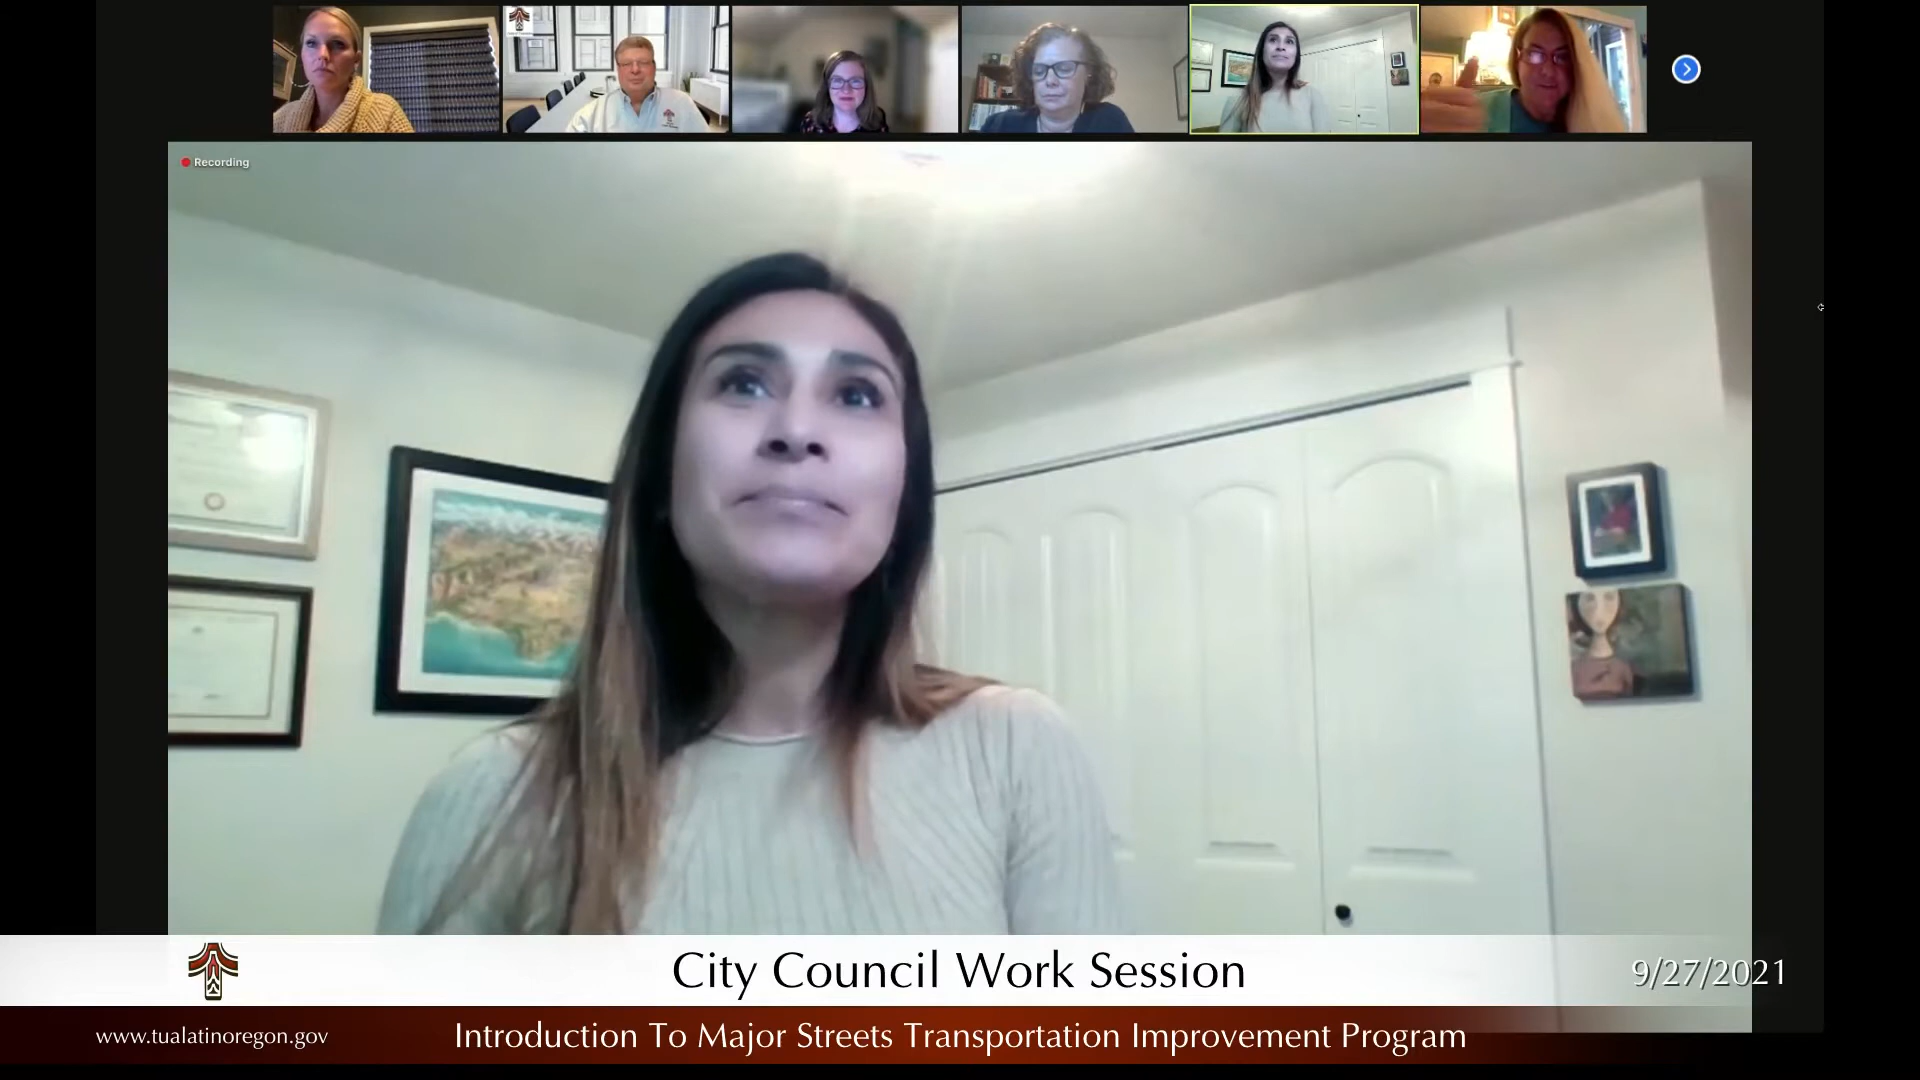 Recording
City Council Work Session
9/27/2021
www.tualatinoregon.gov
Introduction To Major Streets Transportation Improvement Program